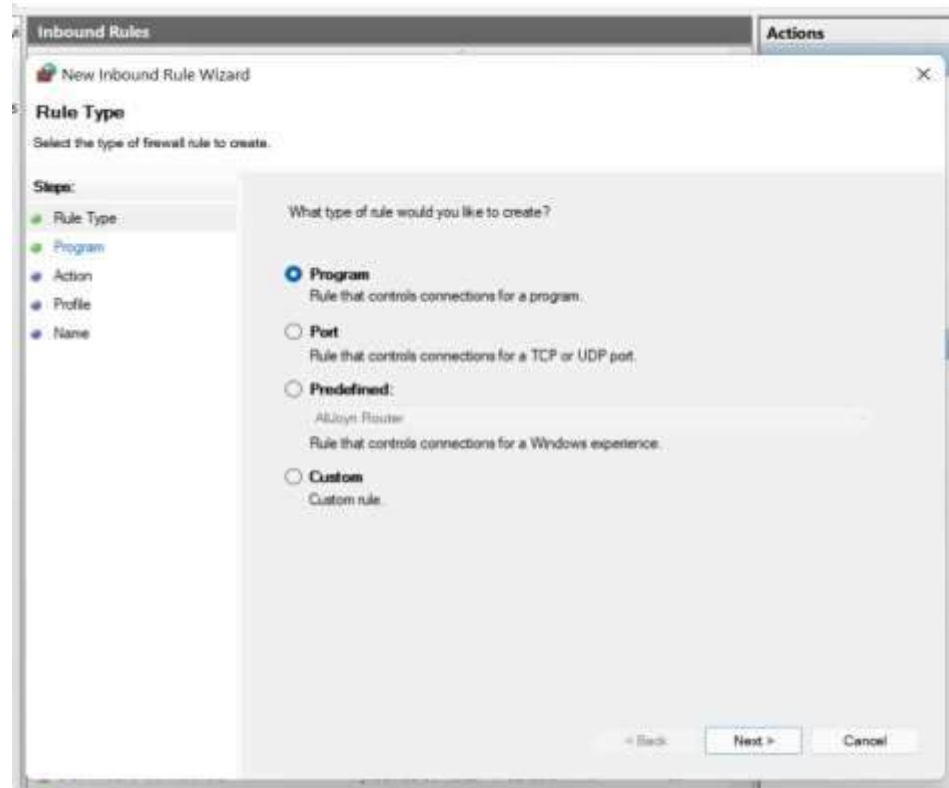 Inbound Rules
Actions
New Inbound Rule Wizard
Rule Type
Select the type of firewall rule to create.
Steps:
Rule Type
Program
Action
Profile
Name
What type of rule would you like to create?
Program
Rule that controls connections for a program.
Port
Rule that controls connections for a TCP or UDP port.
Predefined:
AllJoyn Router
Rule that controls connections for a Windows experience.
Custom
Custom rule.
< Back
Next >
Cancel